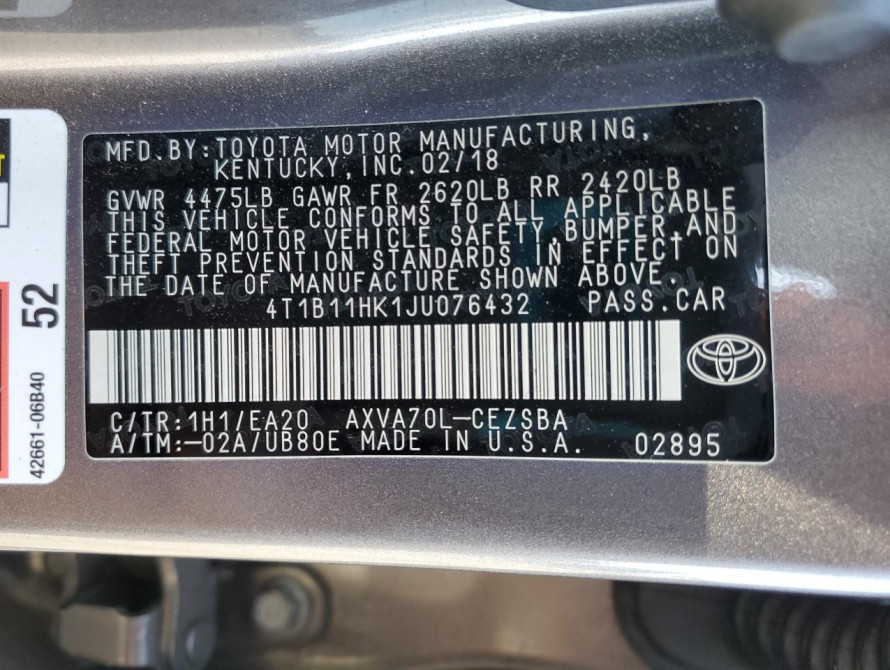 MFD.BY:TOYOTA MOTOR MANUFACTURING,
KENTUCKY,INC.02/18
GVWR 4475LB GAWR FR 2620LB RR 2420LB
THIS VEHICLE CONFORMS TO ALL APPLICABLE
FEDERAL MOTOR VEHICLE SAFETY,BUMPER,AND
THEFT PREVENTION STANDARDS IN EFFECT ON
THE DATE OF MANUFACTURE SHOWN ABOVE.
4T1B11HK1JU076432 PASS.CAR
C/TR:1H1/EA20 AXVA70L-CEZSBA
A/TM:-02A/UB80E MADE IN U.S.A. 02895
52
42661-06B40